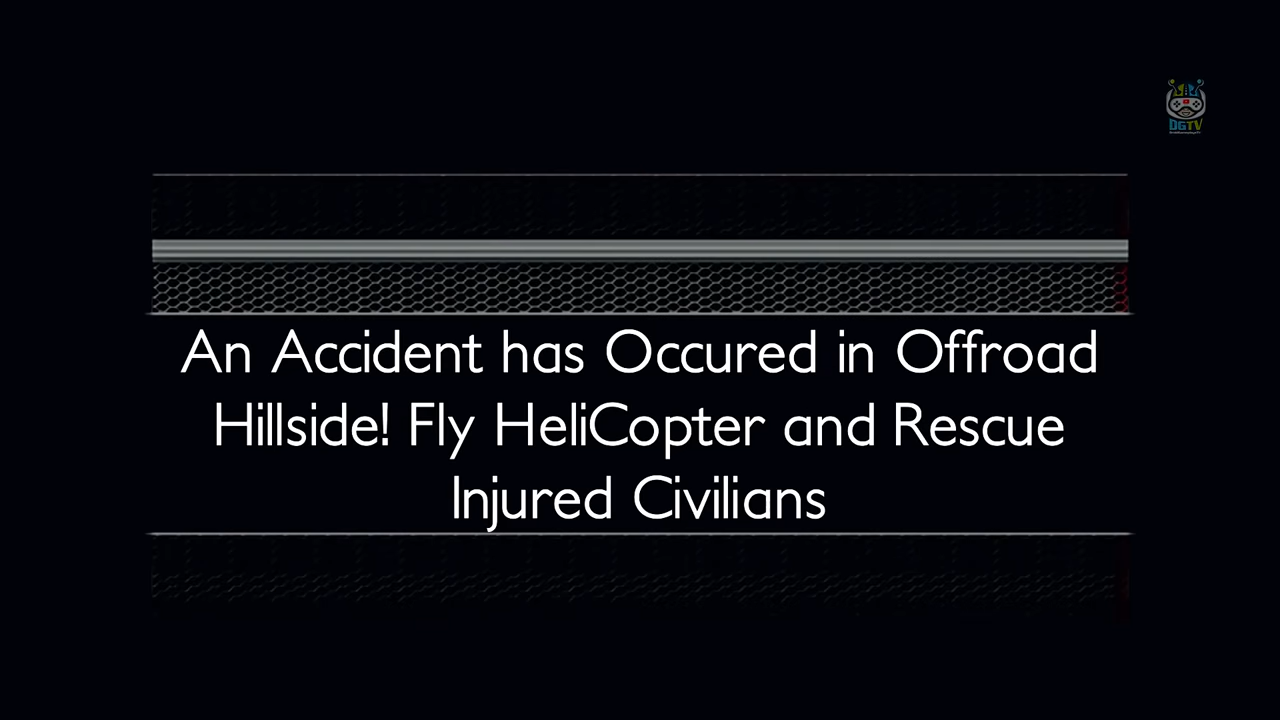 DGTV
An Accident has Occured in Offroad
Hillside! Fly HeliCopter and Rescue
Injured Civilians